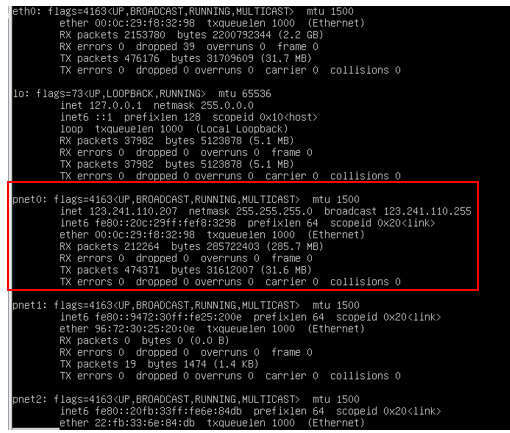 eth0: flags=4163<UP,BROADCAST,RUNNING,MULTICAST> mtu 1500
ether 00:0c:29:f8:32:98 txqueuelen 1000 (Ethernet)
RX packets 2153780 bytes 2200792344 (2.2 GB)
RX errors 0 dropped 39 overruns 0 frame 0
TX packets 476176 bytes 31709609 (31.7 MB)
TX errors 0 dropped 0 overruns 0 carrier 0 collisions 0
lo: flags=73<UP,LOOPBACK,RUNNING> mtu 65536
inet 127.0.0.1 netmask 255.0.0.0
inet6 ::1 prefixlen 128 scopeid 0x10<host>
loop txqueuelen 1000 (Local Loopback)
RX packets 37982 bytes 5123878 (5.1 MB)
RX errors 0 dropped 0 overruns 0 frame 0
TX packets 37982 bytes 5123878 (5.1 MB)
TX errors 0 dropped 0 overruns 0 carrier 0 collisions 0
pnet0: flags=4163<UP,BROADCAST,RUNNING,MULTICAST> mtu 1500
inet 123.241.110.207 netmask 255.255.255.0 broadcast 123.241.110.255
inet6 fe80::20c:29ff:fef8:3298 prefixlen 64 scopeid 0x20<link>
ether 00:0c:29:f8:32:98 txqueuelen 1000 (Ethernet)
RX packets 212264 bytes 285722403 (285.7 MB)
RX errors 0 dropped 0 overruns 0 frame 0
TX packets 474371 bytes 31612007 (31.6 MB)
TX errors 0 dropped 0 overruns 0 carrier 0 collisions 0
pnet1: flags=4163<UP,BROADCAST,RUNNING,MULTICAST> mtu 1500
inet6 fe80::9472:30ff:fe25:200e prefixlen 64 scopeid 0x20<link>
ether 96:72:30:25:20:0e txqueuelen 1000 (Ethernet)
RX packets 0 bytes 0 (0.0 B)
RX errors 0 dropped 0 overruns 0 frame 0
TX packets 19 bytes 1474 (1.4 KB)
TX errors 0 dropped 0 overruns 0 carrier 0 collisions 0
pnet2: flags=4163<UP,BROADCAST,RUNNING,MULTICAST> mtu 1500
inet6 fe80::20fb:33ff:fe6e:84db prefixlen 64 scopeid 0x20<link>
ether 22:fb:33:6e:84:db txqueuelen 1000 (Ethernet)